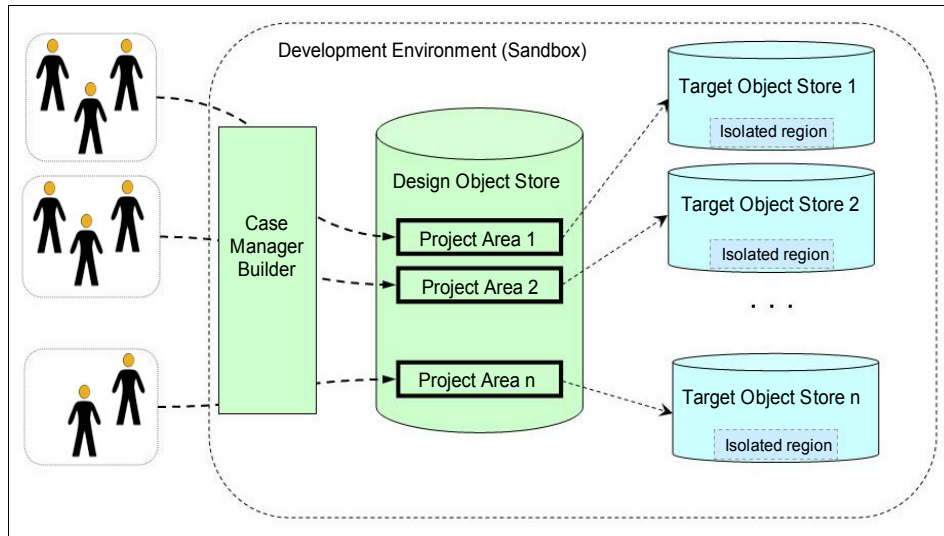 Development Environment (Sandbox)
Case
Manager
Builder
Design Object Store
Project Area 1
Project Area 2
Project Area n
Target Object Store 1
Isolated region
Target Object Store 2
Isolated region
. . .
Target Object Store n
Isolated region